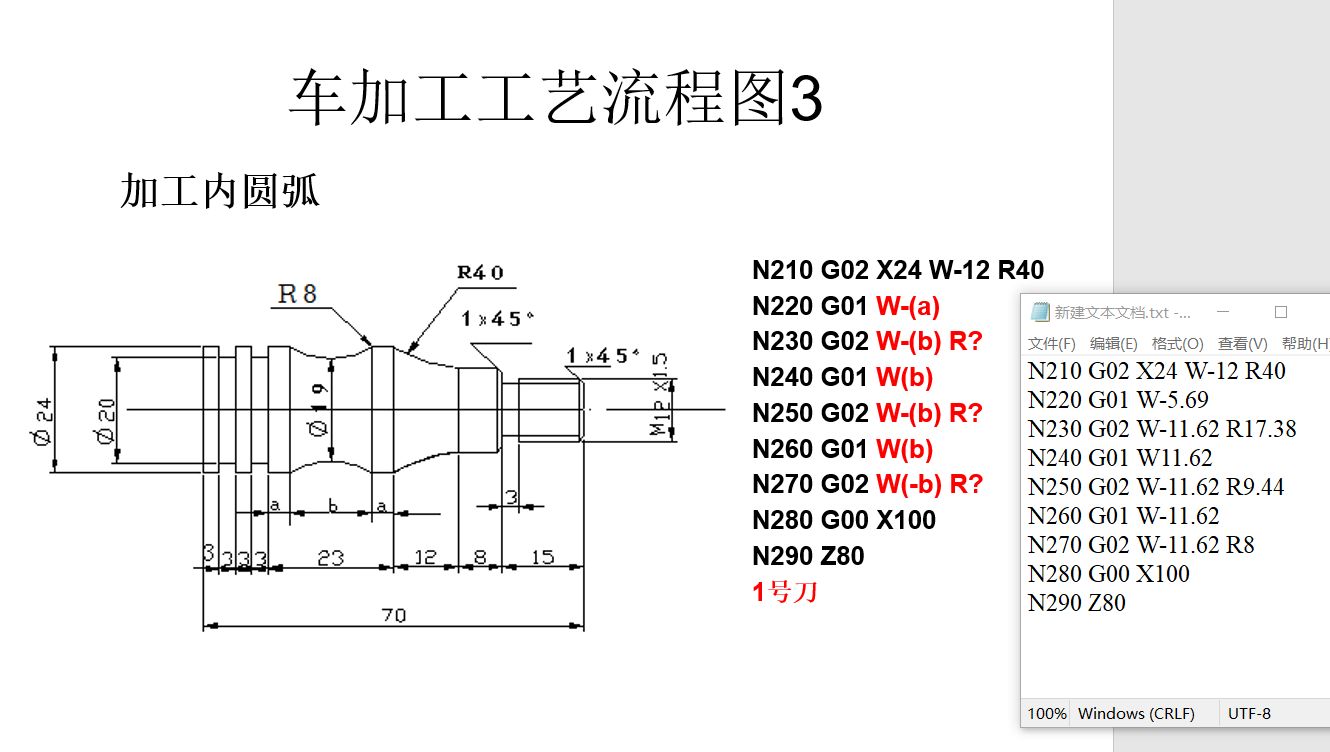 车加工工艺流程图3
加工内圆弧
R40
R8
1×45°
1×45°
M12 X1.5
Ø24
Ø20
Ø19
a
b
a
3
3
3
3
3
23
12
8
15
70
N210 G02 X24 W-12 R40
N220 G01 W-(a)
N230 G02 W-(b) R?
N240 G01 W(b)
N250 G02 W-(b) R?
N260 G01 W(b)
N270 G02 W(-b) R?
N280 G00 X100
N290 Z80
1号刀
新建文本文档.txt -...
文件(F) 编辑(E) 格式(O) 查看(V) 帮助(H)
N210 G02 X24 W-12 R40
N220 G01 W-5.69
N230 G02 W-11.62 R17.38
N240 G01 W11.62
N250 G02 W-11.62 R9.44
N260 G01 W-11.62
N270 G02 W-11.62 R8
N280 G00 X100
N290 Z80
100% Windows (CRLF) UTF-8